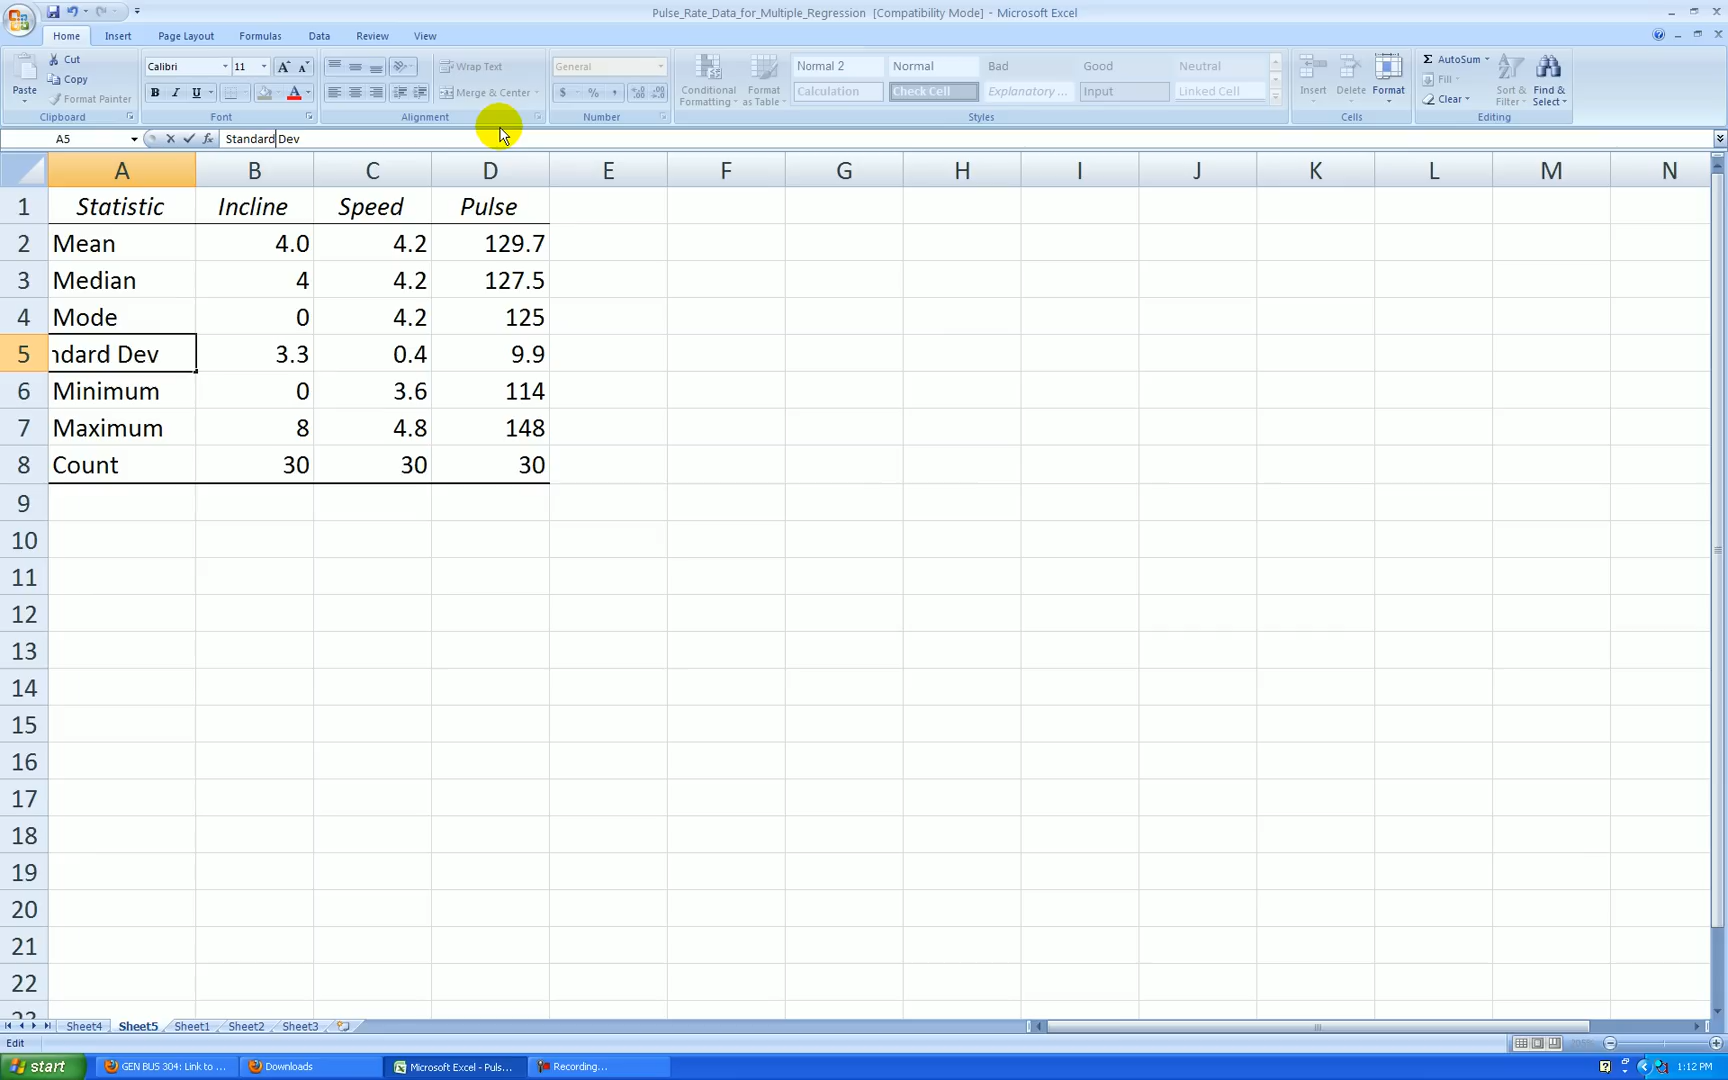 Pulse_Rate_Data_for_Multiple_Regression [Compatibility Mode] - Microsoft Excel
Home Insert Page Layout Formulas Data Review View
Cut
Copy
Format Painter
Paste
Clipboard
Calibri 11
Font
Wrap Text
Merge & Center
Alignment
General
$ % ,
Number
Conditional Formatting
Format as Table
Normal 2 Normal Bad Good Neutral
Calculation Check Cell Explanatory ... Input Linked Cell
Styles
Insert Delete Format
Cells
Σ AutoSum
Fill
Clear
Sort & Filter
Find & Select
Editing
A5 fx Standard Dev
A B C D E F G H I J K L M N
1 Statistic Incline Speed Pulse
2 Mean 4.0 4.2 129.7
3 Median 4 4.2 127.5
4 Mode 0 4.2 125
5 ndard Dev 3.3 0.4 9.9
6 Minimum 0 3.6 114
7 Maximum 8 4.8 148
8 Count 30 30 30
9
10
11
12
13
14
15
16
17
18
19
20
21
22
23
Sheet4 Sheet5 Sheet1 Sheet2 Sheet3
Edit
start GEN BUS 304: Link to ... Downloads Microsoft Excel - Puls... Recording... 1:12 PM